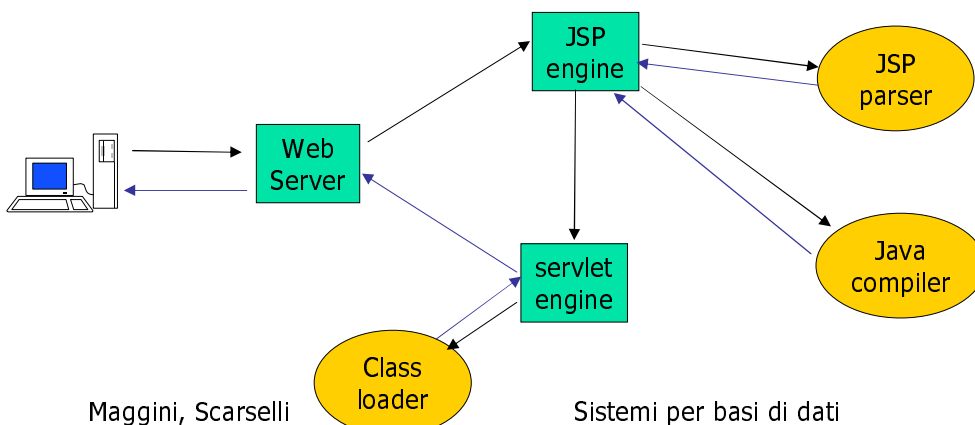 JSP
engine
JSP
parser
Web
Server
servlet
engine
Java
compiler
Class
loader
Maggini, Scarselli
Sistemi per basi di dati